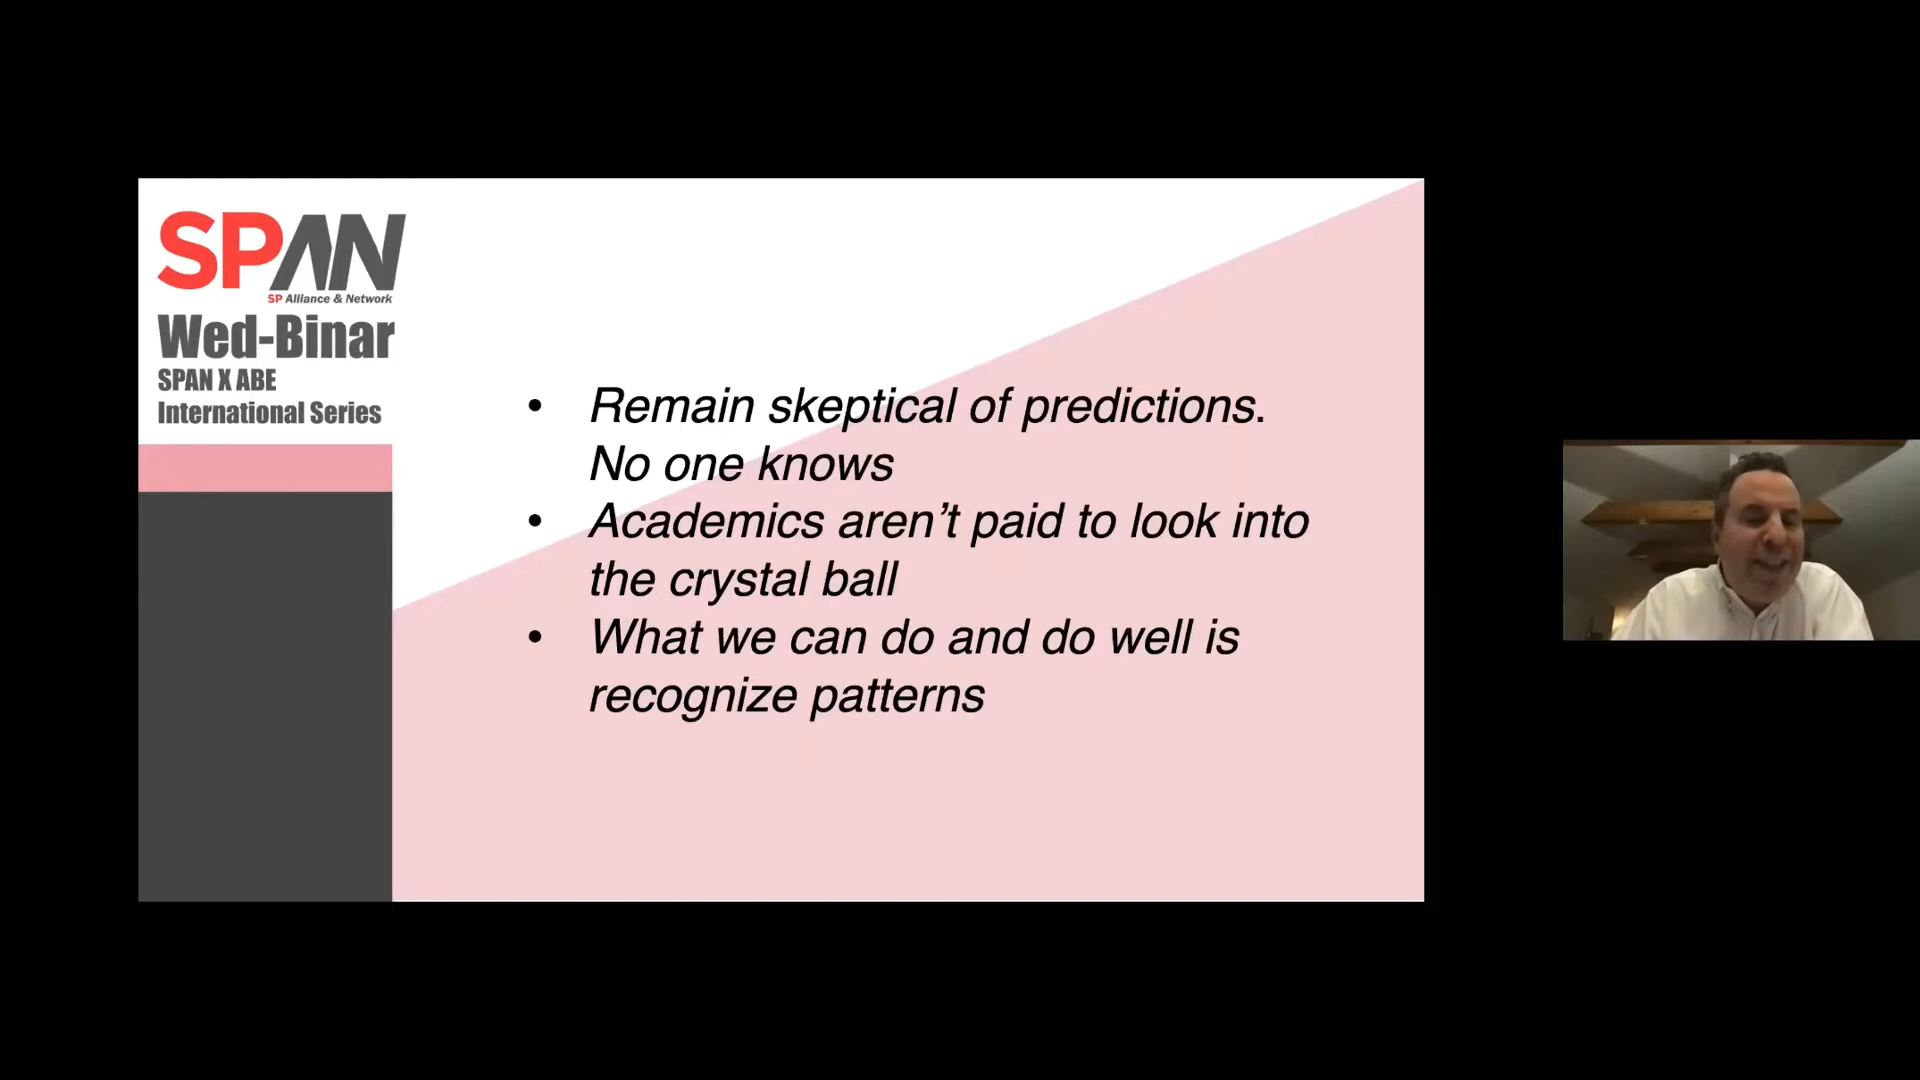 SPAN
SP Alliance & Network
Wed-Binar
SPAN X ABE
International Series
• Remain skeptical of predictions.
No one knows
• Academics aren’t paid to look into
the crystal ball
• What we can do and do well is
recognize patterns